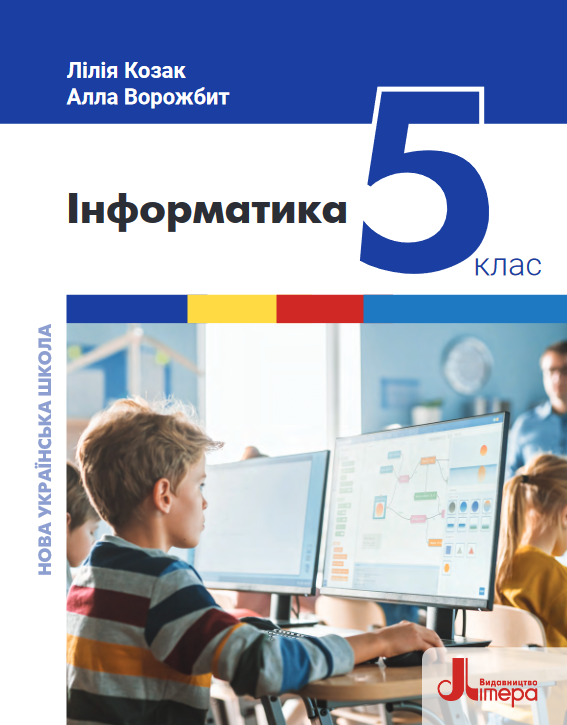 Лілія Козак
Алла Ворожбит
Інформатика
5
клас
НОВА УКРАЇНСЬКА ШКОЛА
Видавництво
Літера